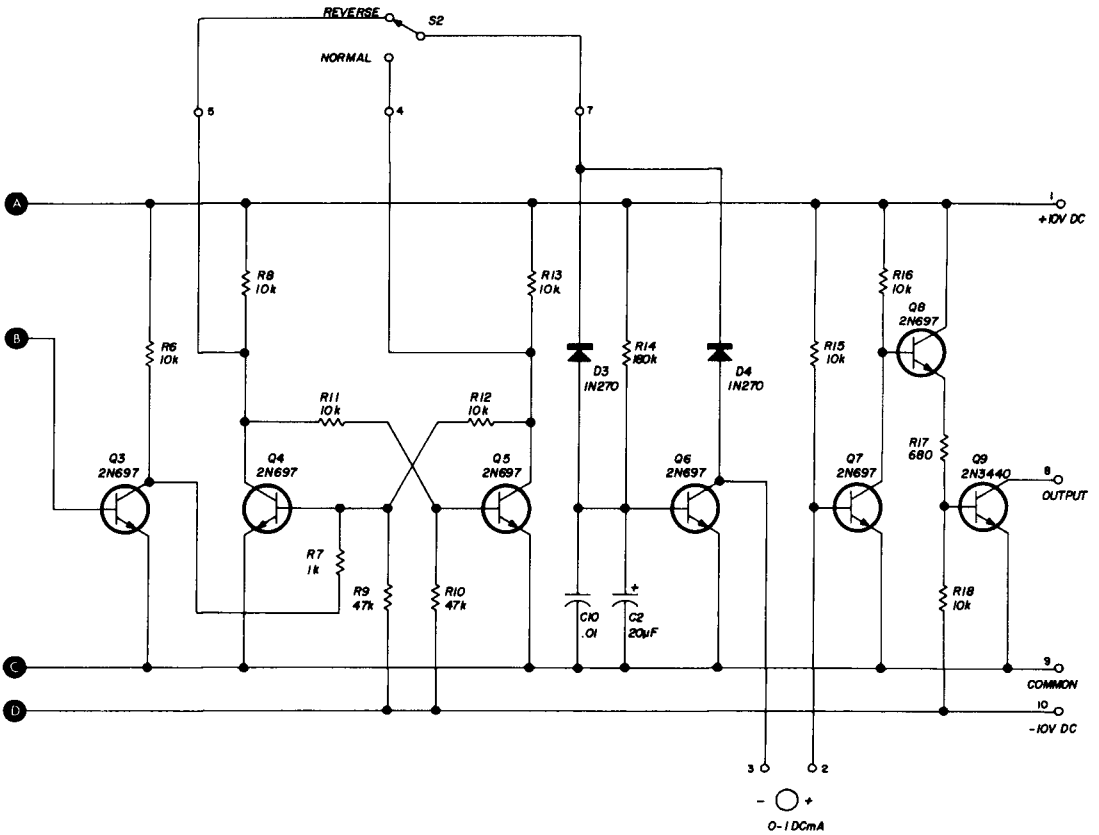 REVERSE
S2
NORMAL
5
4
7
A
1
+10V DC
R8
10k
R13
10k
R16
10k
Q8
2N697
B
R6
10k
R14
180k
R15
10k
D3
1N270
D4
1N270
R11
10k
R12
10k
R17
680
Q3
2N697
Q4
2N697
Q5
2N697
Q6
2N697
Q7
2N697
Q9
2N3440
8
OUTPUT
R7
1k
R9
47k
R10
47k
+
C10
.01
C2
20µF
R18
10k
C
9
COMMON
D
10
-10V DC
3
2
- +
0-1 DCmA